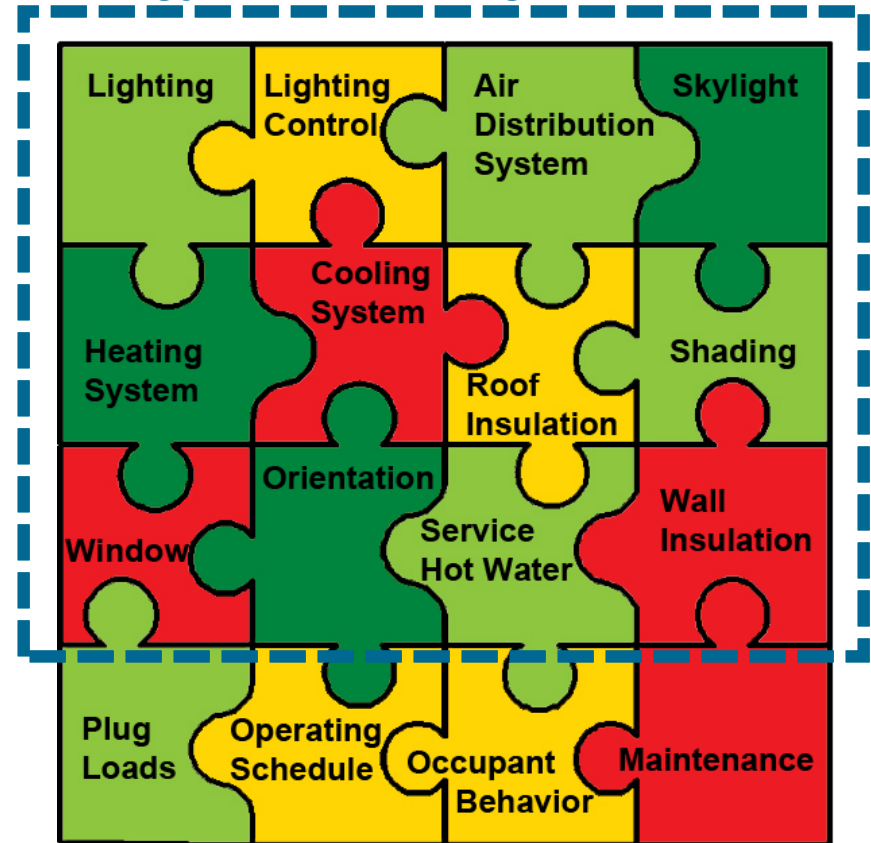 Lighting
Lighting
Control
Air
Distribution
System
Skylight
Heating
System
Cooling
System
Roof
Insulation
Shading
Window
Orientation
Service
Hot Water
Wall
Insulation
Plug
Loads
Operating
Schedule
Occupant
Behavior
Maintenance